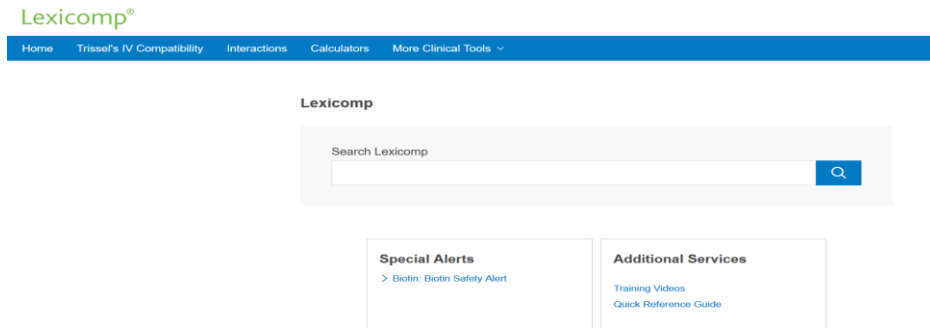 Lexicomp®
Home Trissel's IV Compatibility Interactions Calculators More Clinical Tools
Lexicomp
Search Lexicomp
Special Alerts
Biotin: Biotin Safety Alert
Additional Services
Training Videos
Quick Reference Guide